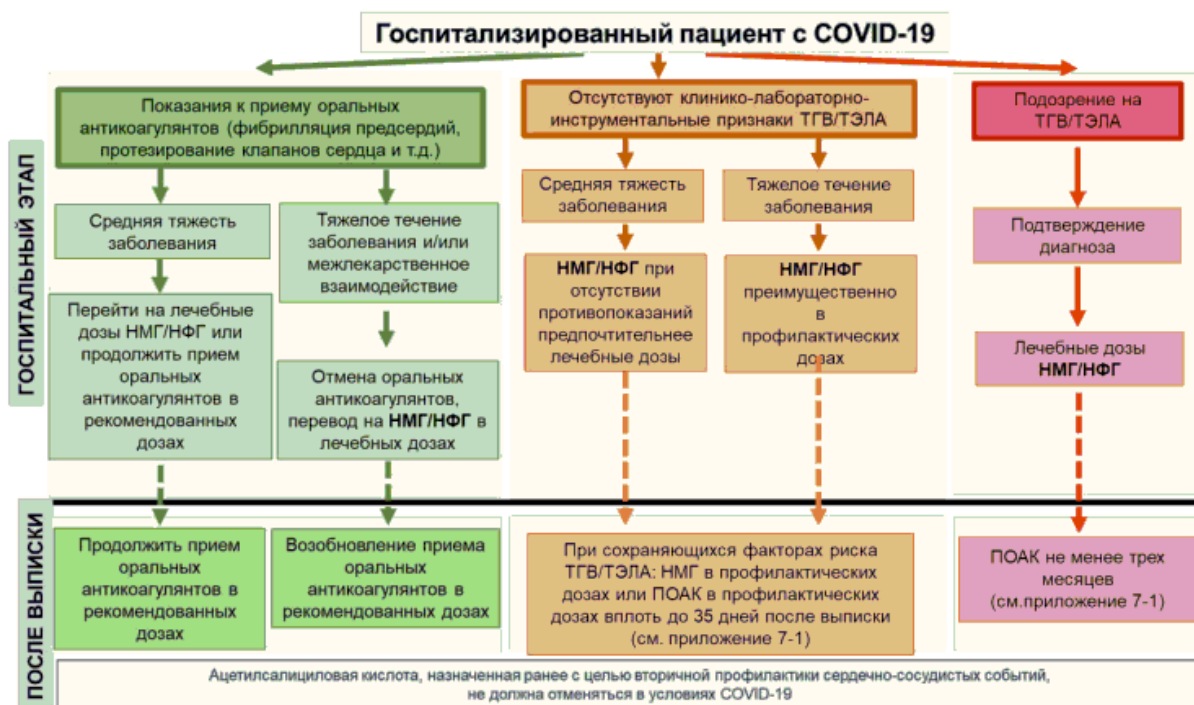 Госпитализированный пациент с COVID-19
ГОСПИТАЛЬНЫЙ ЭТАП
Показания к приему оральных
антикоагулянтов (фибрилляция предсердий,
протезирование клапанов сердца и т.д.)
Средняя тяжесть
заболевания
Перейти на лечебные
дозы НМГ/НФГ или
продолжить прием
оральных
антикоагулянтов в
рекомендованных
дозах
Тяжелое течение
заболевания и/или
межлекарственное
взаимодействие
Отмена оральных
антикоагулянтов,
перевод на НМГ/НФГ в
лечебных дозах
Отсутствуют клинико-лабораторно-
инструментальные признаки ТГВ/ТЭЛА
Средняя тяжесть
заболевания
НМГ/НФГ при
отсутствии
противопоказаний
предпочтительнее
лечебные дозы
Тяжелое течение
заболевания
НМГ/НФГ
преимущественно
в
профилактических
дозах
Подозрение на
ТГВ/ТЭЛА
Подтверждение
диагноза
Лечебные дозы
НМГ/НФГ
ПОСЛЕ ВЫПИСКИ
Продолжить прием
оральных
антикоагулянтов в
рекомендованных
дозах
Возобновление приема
оральных
антикоагулянтов в
рекомендованных дозах
При сохраняющихся факторах риска
ТГВ/ТЭЛА: НМГ в профилактических
дозах или ПОАК в профилактических
дозах вплоть до 35 дней после выписки
(см. приложение 7-1)
ПОАК не менее трех
месяцев
(см.приложение 7-1)
Ацетилсалициловая кислота, назначенная ранее с целью вторичной профилактики сердечно-сосудистых событий,
не должна отменяться в условиях COVID-19